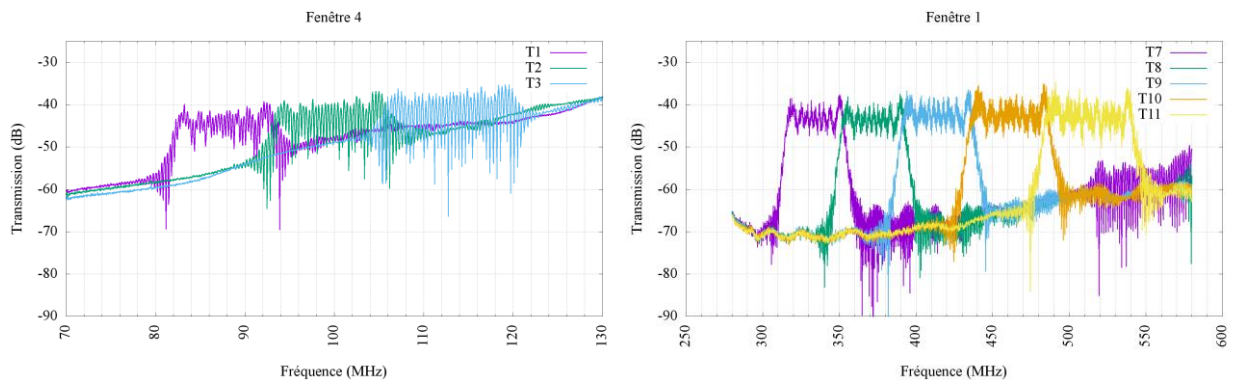 Fenêtre 4
T1
T2
T3
-30
-40
-50
-60
-70
-80
-90
70
80
90
100
110
120
130
Transmission (dB)
Fréquence (MHz)
Fenêtre 1
T7
T8
T9
T10
T11
-30
-40
-50
-60
-70
-80
-90
250
300
350
400
450
500
550
600
Transmission (dB)
Fréquence (MHz)